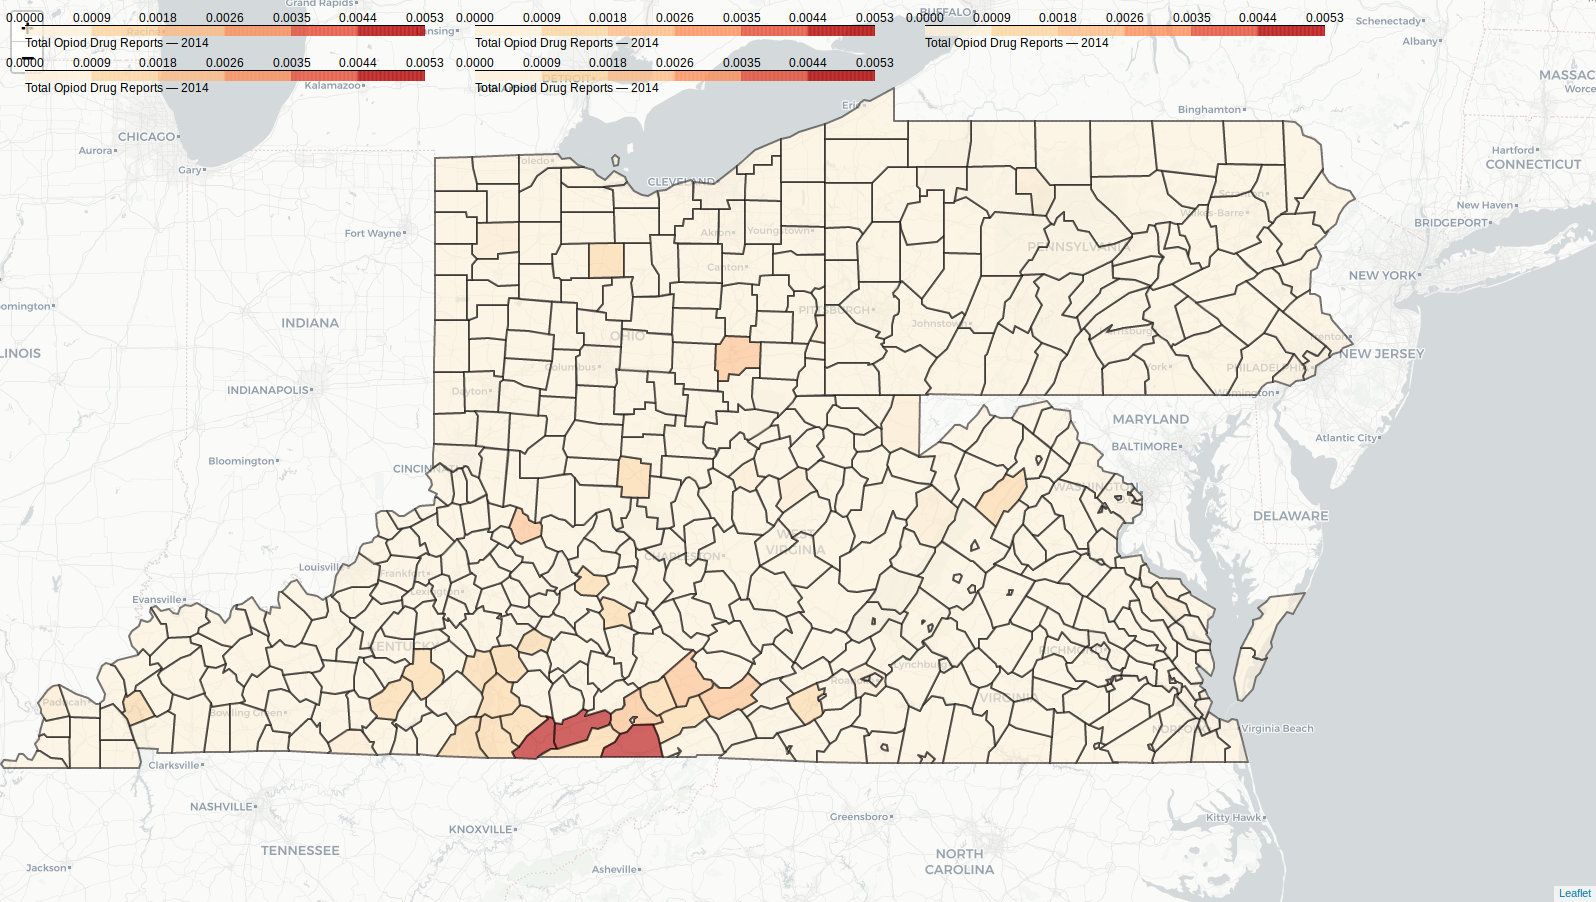 Grand Rapids
BUFFALO
0.0000 0.0009 0.0018 0.0026 0.0035 0.0044 0.0053
0.0000 0.0009 0.0018 0.0026 0.0035 0.0044 0.0053
0.0000 0.0009 0.0018 0.0026 0.0035 0.0044 0.0053
Schenectady
Racine
nsing
Total Opiod Drug Reports — 2014
Total Opiod Drug Reports — 2014
Total Opiod Drug Reports — 2014
Albany
0.0000 0.0009 0.0018 0.0026 0.0035 0.0044 0.0053
0.0000 0.0009 0.0018 0.0026 0.0035 0.0044 0.0053
MASSAC
DETROIT
Kalamazoo
Total Opiod Drug Reports — 2014
Total Opiod Drug Reports — 2014
Worce
Erie
Binghamton
CHICAGO
Aurora
Hartford
Toledo
CONNECTICUT
Gary
CLEVELAND
Scranton
New Haven
Wilkes-Barre
BRIDGEPORT
Fort Wayne
Akron
Youngstown
PENNSYLVANIA
Canton
NEW YORK
omington
PITTSBURGH
INDIANA
Johnstown
Harrisburg
OHIO
Trenton
LINOIS
NEW JERSEY
Columbus
York
PHILADELPHIA
INDIANAPOLIS
Dayton
Wilmington
MARYLAND
Atlantic City
BALTIMORE
Bloomington
CINCINNATI
WASHINGTON
DELAWARE
WEST
VIRGINIA
CHARLESTON
Louisville
Frankfort
Lexington
Evansville
KENTUCKY
RICHMOND
Lynchburg
Roanoke
VIRGINIA
Paducah
Bowling Green
NORFOLK
Virginia Beach
Clarksville
NASHVILLE
Greensboro
Kitty Hawk
KNOXVILLE
TENNESSEE
NORTH
CAROLINA
Jackson
Asheville
Leaflet